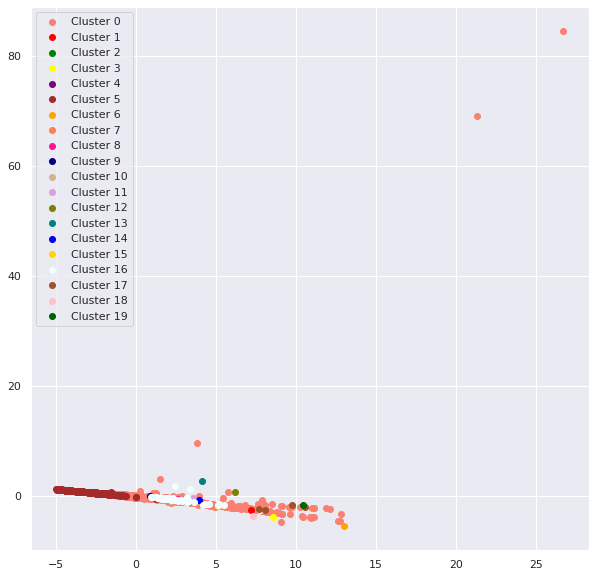 80
60
40
20
0
−5
0
5
10
15
20
25
Cluster 0
Cluster 1
Cluster 2
Cluster 3
Cluster 4
Cluster 5
Cluster 6
Cluster 7
Cluster 8
Cluster 9
Cluster 10
Cluster 11
Cluster 12
Cluster 13
Cluster 14
Cluster 15
Cluster 16
Cluster 17
Cluster 18
Cluster 19